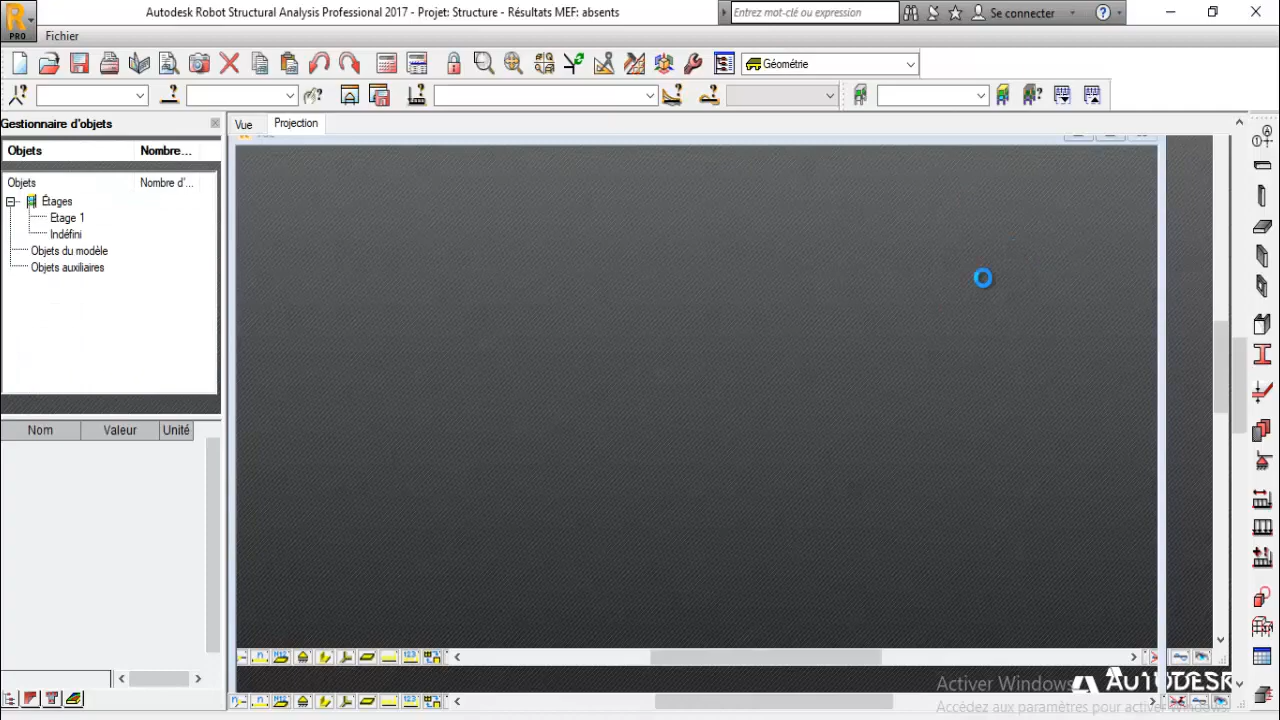 Autodesk Robot Structural Analysis Professional 2017 - Projet: Structure - Résultats MEF: absents
Entrez mot-clé ou expression
Se connecter
PRO
Fichier
Géométrie
Gestionnaire d'objets
Vue
Projection
Objets
Nombre...
Objets
Nombre d'...
Étages
Etage 1
Indéfini
Objets du modèle
Objets auxiliaires
Nom
Valeur
Unité
Activer Windows
AUTODESK
Accédez aux paramètres pour activer Windows.